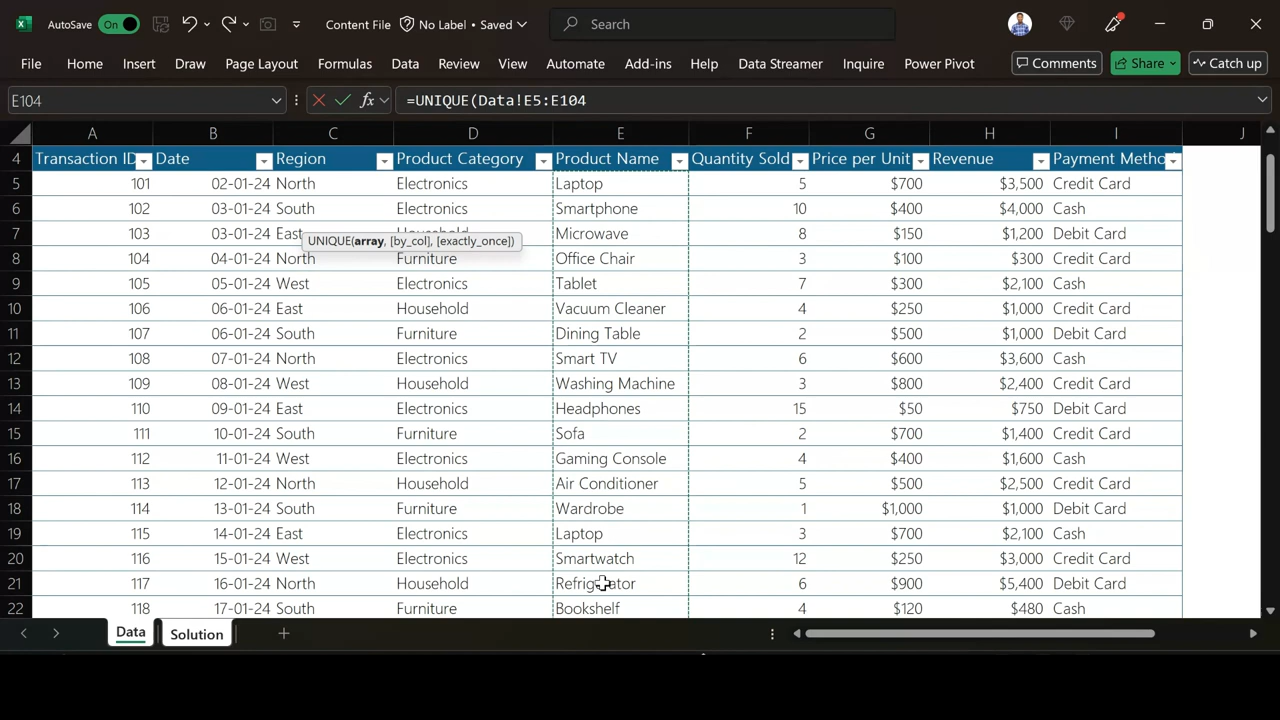 AutoSave On Content File No Label • Saved Search
File Home Insert Draw Page Layout Formulas Data Review View Automate Add-ins Help Data Streamer Inquire Power Pivot Comments Share Catch up
E104 fx =UNIQUE(Data!E5:E104
A B C D E F G H I J
4 Transaction ID Date Region Product Category Product Name Quantity Sold Price per Unit Revenue Payment Metho
5 101 02-01-24 North Electronics Laptop 5 $700 $3,500 Credit Card
6 102 03-01-24 South Electronics Smartphone 10 $400 $4,000 Cash
7 103 04-01-24 East Household Microwave 8 $150 $1,200 Debit Card
UNIQUE(array, [by_col], [exactly_once])
8 104 04-01-24 North Furniture Office Chair 3 $100 $300 Credit Card
9 105 05-01-24 West Electronics Tablet 7 $300 $2,100 Cash
10 106 06-01-24 East Household Vacuum Cleaner 4 $250 $1,000 Credit Card
11 107 06-01-24 South Furniture Dining Table 2 $500 $1,000 Debit Card
12 108 07-01-24 North Electronics Smart TV 6 $600 $3,600 Cash
13 109 08-01-24 West Household Washing Machine 3 $800 $2,400 Credit Card
14 110 09-01-24 East Electronics Headphones 15 $50 $750 Debit Card
15 111 10-01-24 South Furniture Sofa 2 $700 $1,400 Credit Card
16 112 11-01-24 West Electronics Gaming Console 4 $400 $1,600 Cash
17 113 12-01-24 North Household Air Conditioner 5 $500 $2,500 Credit Card
18 114 13-01-24 South Furniture Wardrobe 1 $1,000 $1,000 Debit Card
19 115 14-01-24 East Electronics Laptop 3 $700 $2,100 Cash
20 116 15-01-24 West Electronics Smartwatch 12 $250 $3,000 Credit Card
21 117 16-01-24 North Household Refrigerator 6 $900 $5,400 Debit Card
22 118 17-01-24 South Furniture Bookshelf 4 $120 $480 Cash
Data Solution